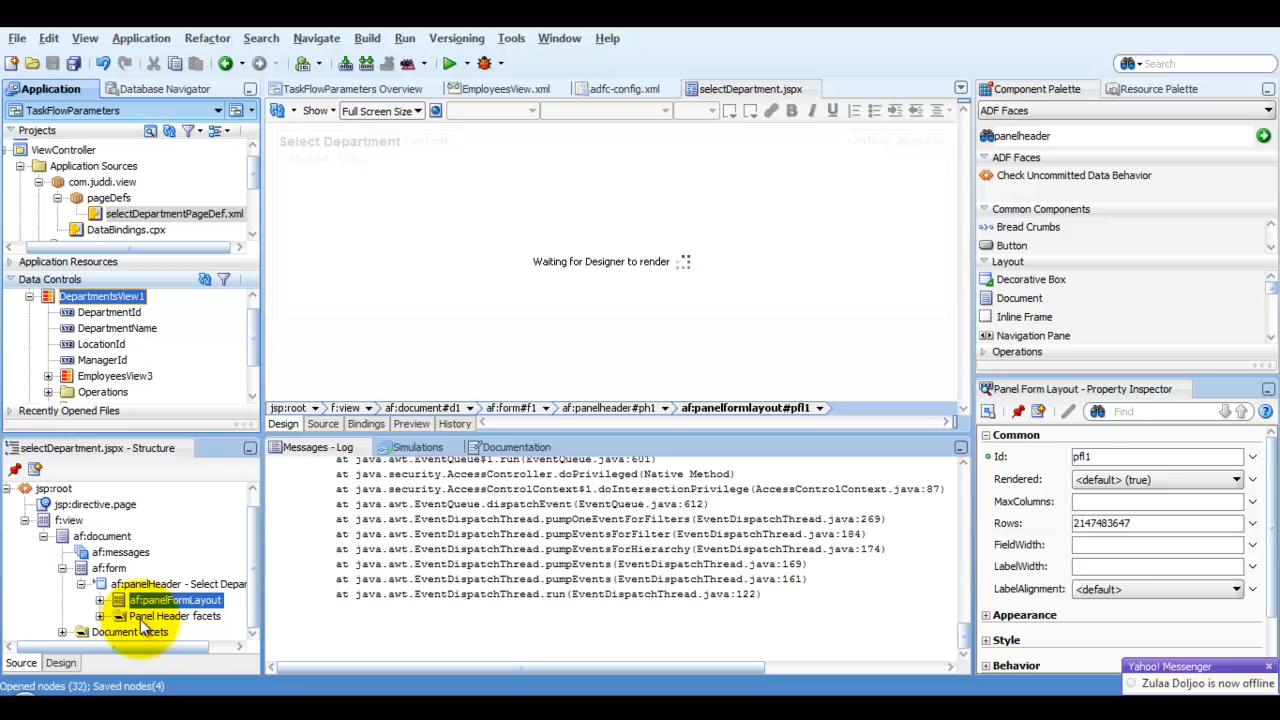 File Edit View Application Refactor Search Navigate Build Run Versioning Tools Window Help
Search
Application
Database Navigator
TaskFlowParameters
Projects
ViewController
Application Sources
com.juddi.view
pageDefs
selectDepartmentPageDef.xml
DataBindings.cpx
Application Resources
Data Controls
DepartmentsView1
DepartmentId
DepartmentName
LocationId
ManagerId
EmployeesView3
Operations
Recently Opened Files
selectDepartment.jspx - Structure
jsp:root
jsp:directive.page
f:view
af:document
af:messages
af:form
af:panelHeader - Select Depar
af:panelFormLayout
Panel Header facets
Document facets
Source Design
Opened nodes (32); Saved nodes(4)
TaskFlowParameters Overview
EmployeesView.xml
adfc-config.xml
selectDepartment.jspx
Show
Full Screen Size
Select Department
Waiting for Designer to render
jsp:root f:view af:document#d1 af:form#f1 af:panelheader#ph1 af:panelformlayout#pfl1
Design Source Bindings Preview History
Messages - Log
Simulations
Documentation
at java.awt.EventQueue$1.run(EventQueue.java:601)
at java.security.AccessController.doPrivileged(Native Method)
at java.security.AccessControlContext$1.doIntersectionPrivilege(AccessControlContext.java:87)
at java.awt.EventQueue.dispatchEvent(EventQueue.java:612)
at java.awt.EventDispatchThread.pumpOneEventForFilters(EventDispatchThread.java:269)
at java.awt.EventDispatchThread.pumpEventsForFilter(EventDispatchThread.java:184)
at java.awt.EventDispatchThread.pumpEventsForHierarchy(EventDispatchThread.java:174)
at java.awt.EventDispatchThread.pumpEvents(EventDispatchThread.java:169)
at java.awt.EventDispatchThread.pumpEvents(EventDispatchThread.java:161)
at java.awt.EventDispatchThread.run(EventDispatchThread.java:122)
Component Palette
Resource Palette
ADF Faces
panelheader
ADF Faces
Check Uncommitted Data Behavior
Common Components
Bread Crumbs
Button
Layout
Decorative Box
Document
Inline Frame
Navigation Pane
Operations
Panel Form Layout - Property Inspector
Find
Common
Id: pfl1
Rendered: <default> (true)
MaxColumns:
Rows: 2147483647
FieldWidth:
LabelWidth:
LabelAlignment: <default>
Appearance
Style
Behavior
Yahoo! Messenger
Zulaa Doljoo is now offline